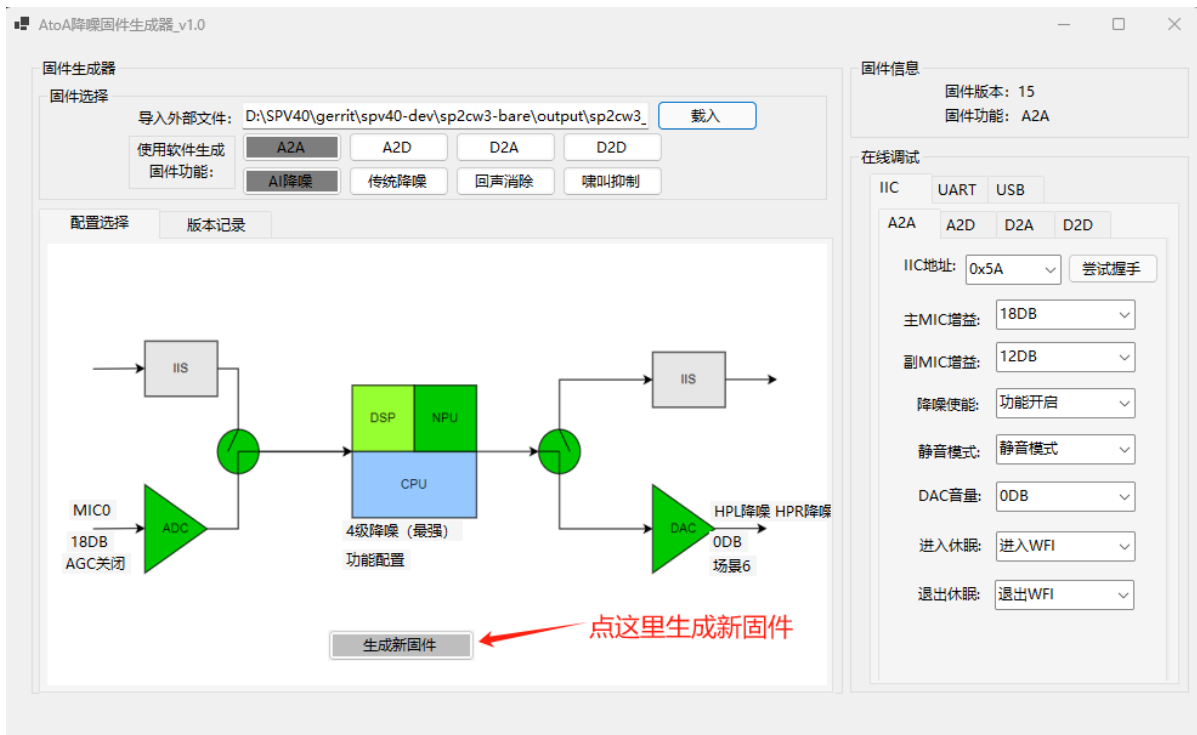 AtoA降噪固件生成器_v1.0
固件生成器
固件选择
导入外部文件: D:\SPV40\gerrit\spv40-dev\sp2cw3-bare\output\sp2cw3_ 载入
使用软件生成
固件功能:
A2A A2D D2A D2D
AI降噪 传统降噪 回声消除 啸叫抑制
配置选择 版本记录
IIS
IIS
DSP NPU
CPU
MIC0
18DB
AGC关闭
ADC
4级降噪（最强）
功能配置
DAC
HPL降噪 HPR降噪
0DB
场景6
生成新固件
点这里生成新固件
固件信息
固件版本: 15
固件功能: A2A
在线调试
IIC UART USB
A2A A2D D2A D2D
IIC地址: 0x5A 尝试握手
主MIC增益: 18DB
副MIC增益: 12DB
降噪使能: 功能开启
静音模式: 静音模式
DAC音量: 0DB
进入休眠: 进入WFI
退出休眠: 退出WFI